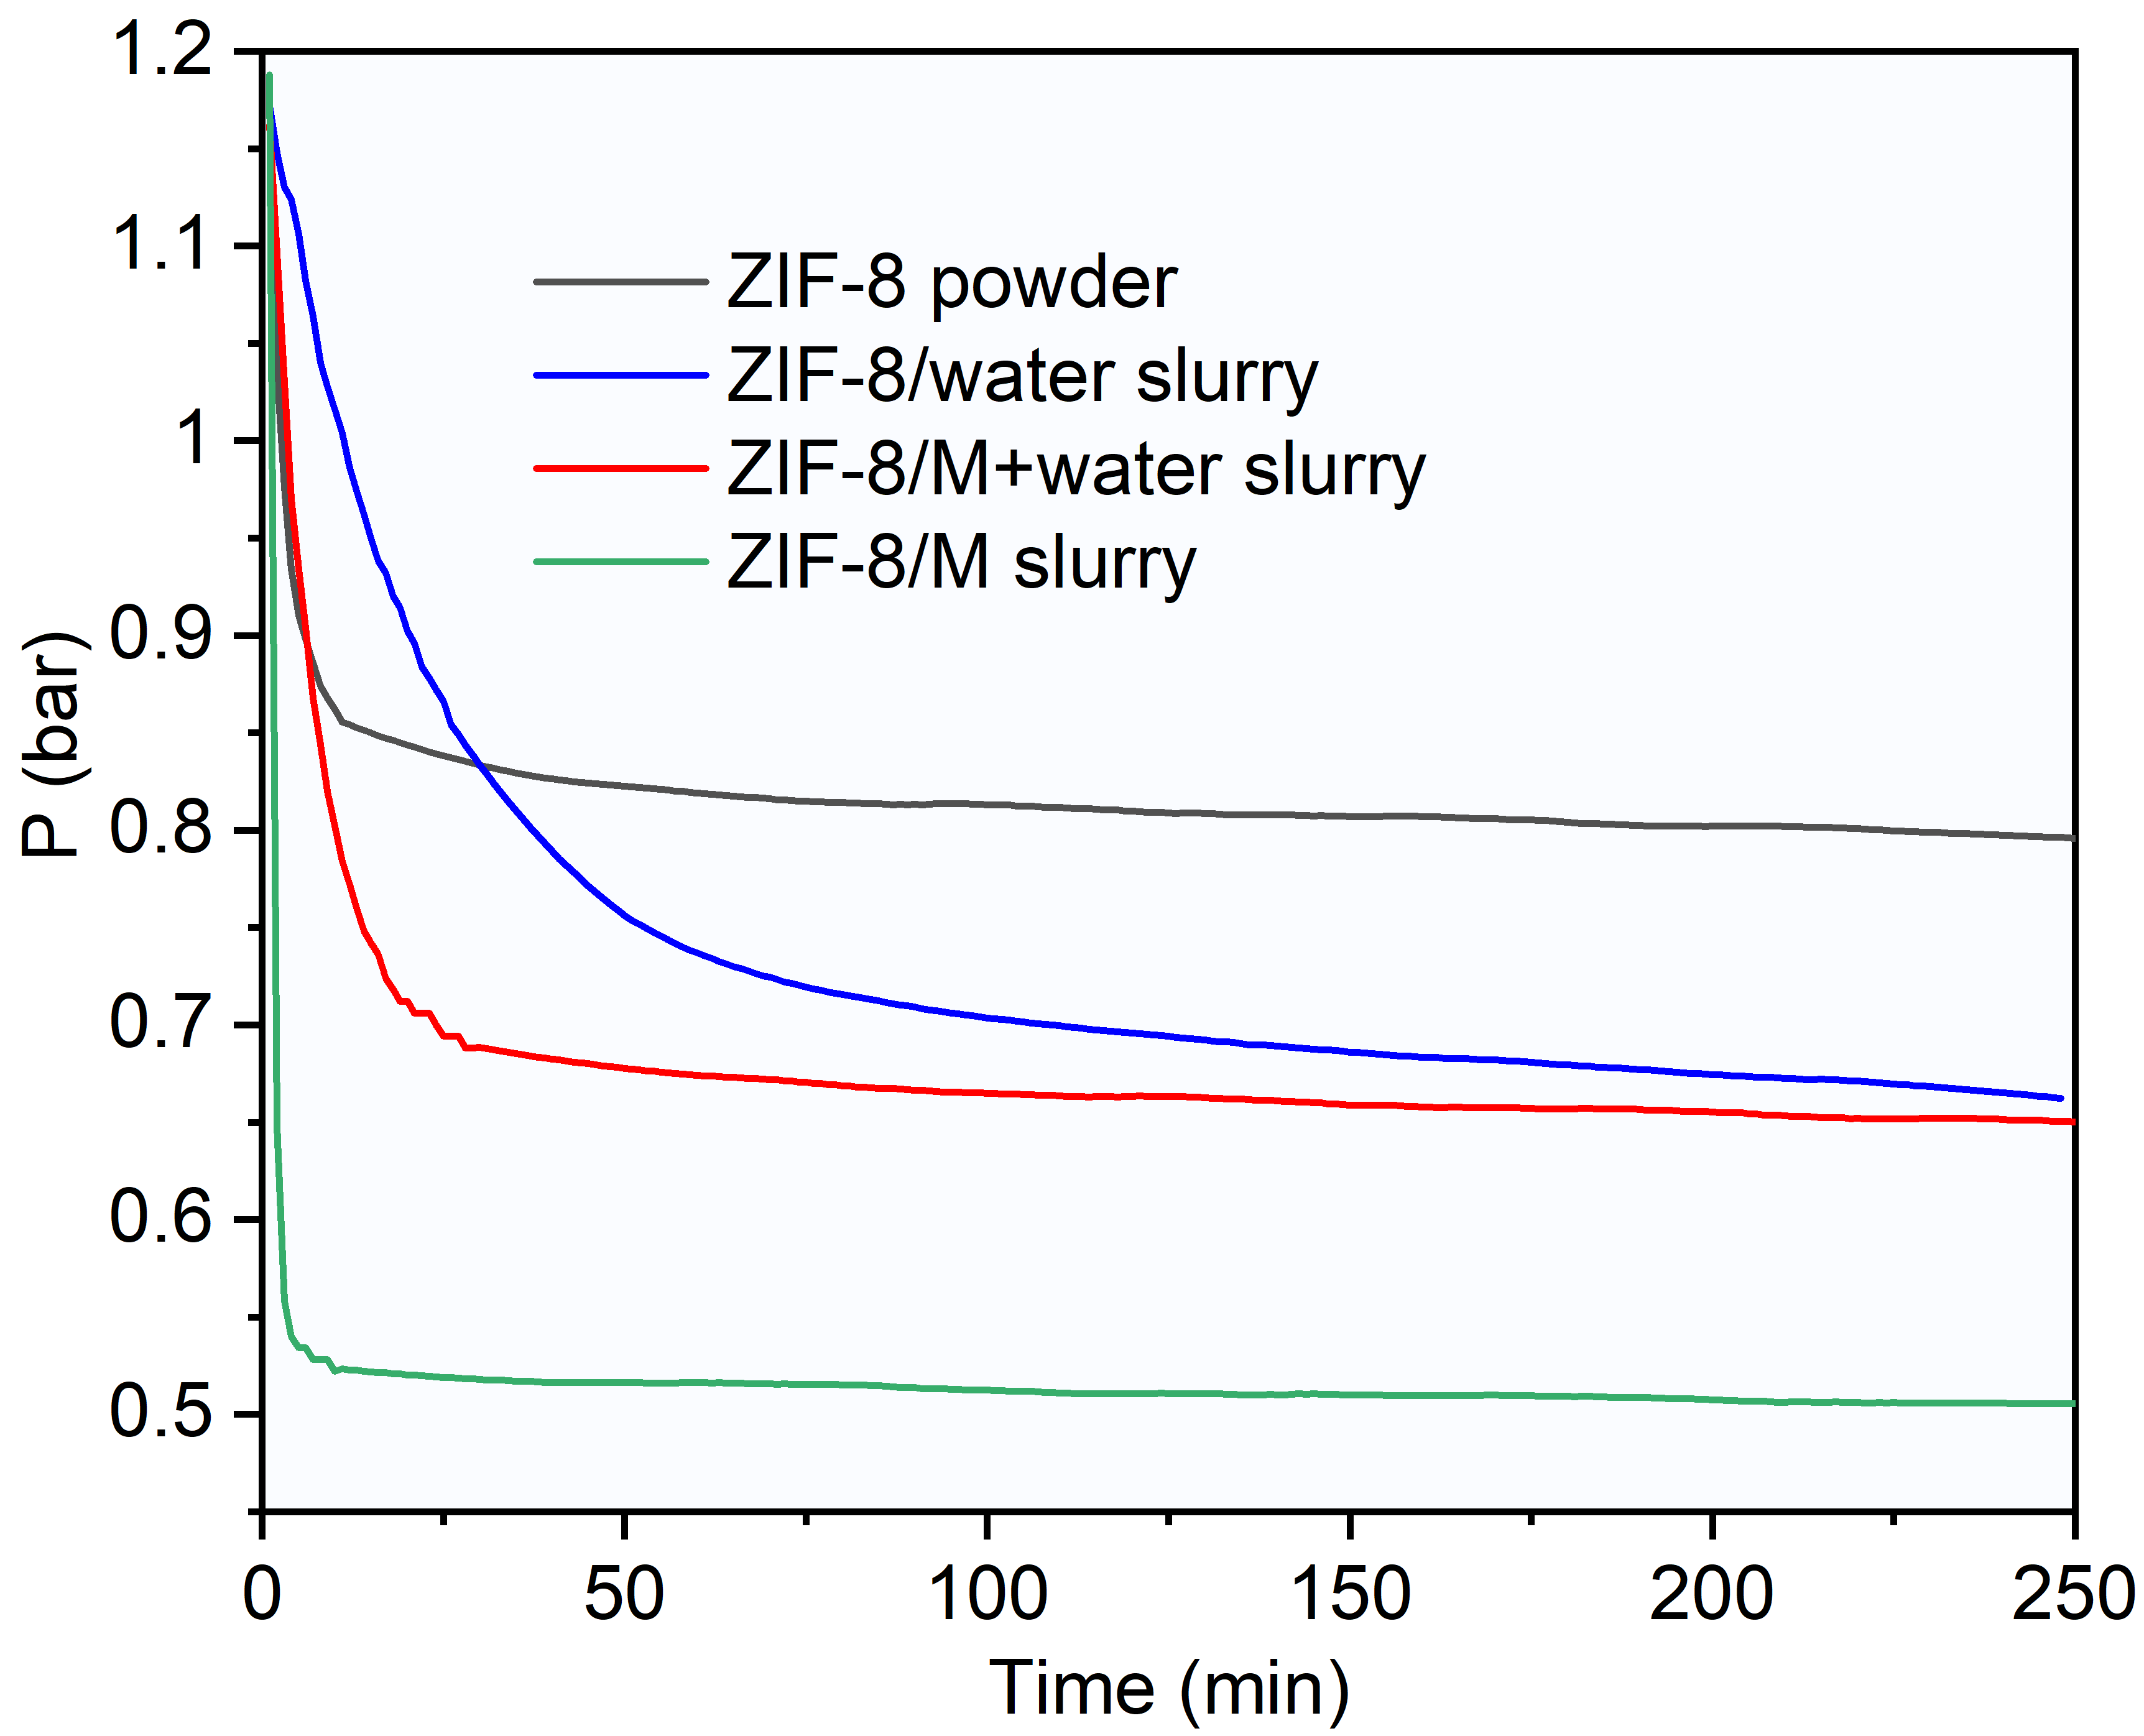 1.2
1.1
1
0.9
0.8
0.7
0.6
0.5
P (bar)
ZIF-8 powder
ZIF-8/water slurry
ZIF-8/M+water slurry
ZIF-8/M slurry
0 50 100 150 200 250
Time (min)